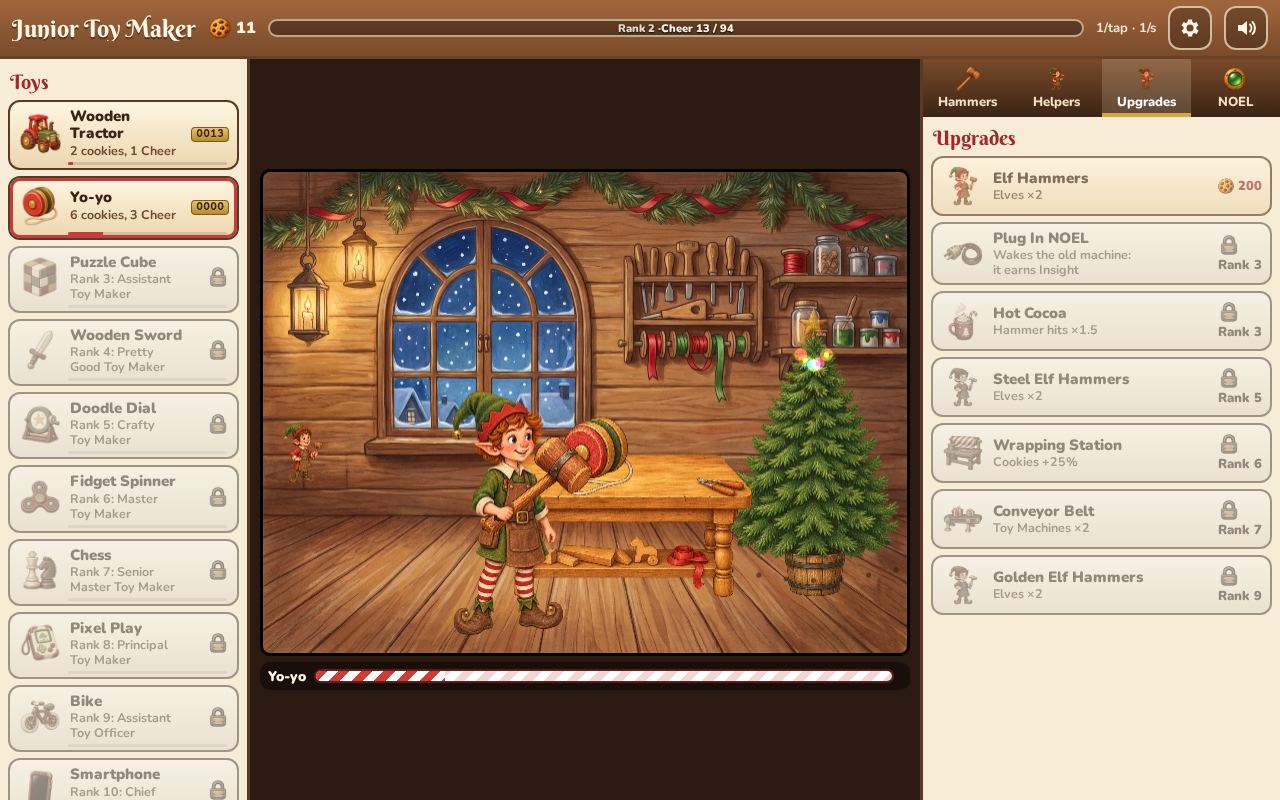 Junior Toy Maker
11
Rank 2 -Cheer 13 / 94
1/tap · 1/s
Toys
Wooden
Tractor
2 cookies, 1 Cheer
0013
Yo-yo
6 cookies, 3 Cheer
0000
Puzzle Cube
Rank 3: Assistant
Toy Maker
Wooden Sword
Rank 4: Pretty
Good Toy Maker
Doodle Dial
Rank 5: Crafty
Toy Maker
Fidget Spinner
Rank 6: Master
Toy Maker
Chess
Rank 7: Senior
Master Toy Maker
Pixel Play
Rank 8: Principal
Toy Maker
Bike
Rank 9: Assistant
Toy Officer
Smartphone
Rank 10: Chief
Yo-yo
Hammers
Helpers
Upgrades
NOEL
Upgrades
Elf Hammers
Elves ×2
200
Plug In NOEL
Wakes the old machine:
it earns Insight
Rank 3
Hot Cocoa
Hammer hits ×1.5
Rank 3
Steel Elf Hammers
Elves ×2
Rank 5
Wrapping Station
Cookies +25%
Rank 6
Conveyor Belt
Toy Machines ×2
Rank 7
Golden Elf Hammers
Elves ×2
Rank 9